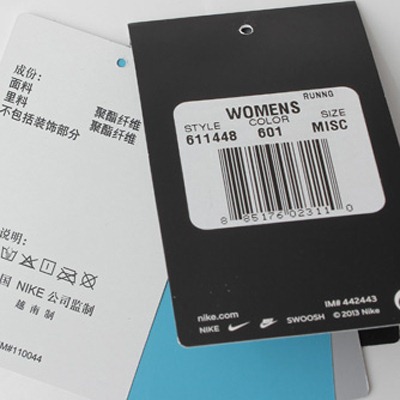 成份:
面料 聚酯纤维
里料 聚酯纤维
不包括装饰部分
说明:
国 NIKE 公司监制
越南制
IM#110044
RUNNG
WOMENS
STYLE COLOR SIZE
611448 601 MISC
8 85176 02311 0
nike.com IM# 442443
NIKE SWOOSH © 2013 Nike